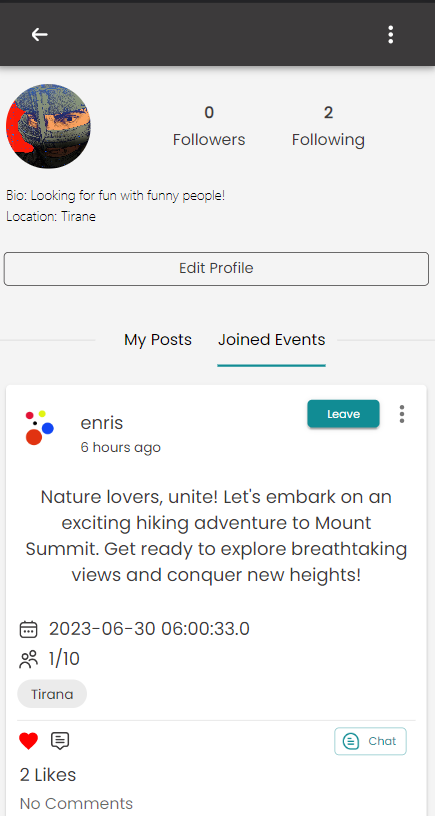 0
2
Followers
Following
Bio: Looking for fun with funny people!
Location: Tirane
Edit Profile
My Posts
Joined Events
enris
Leave
6 hours ago
Nature lovers, unite! Let's embark on an
exciting hiking adventure to Mount
Summit. Get ready to explore breathtaking
views and conquer new heights!
2023-06-30 06:00:33.0
1/10
Tirana
Chat
2 Likes
No Comments